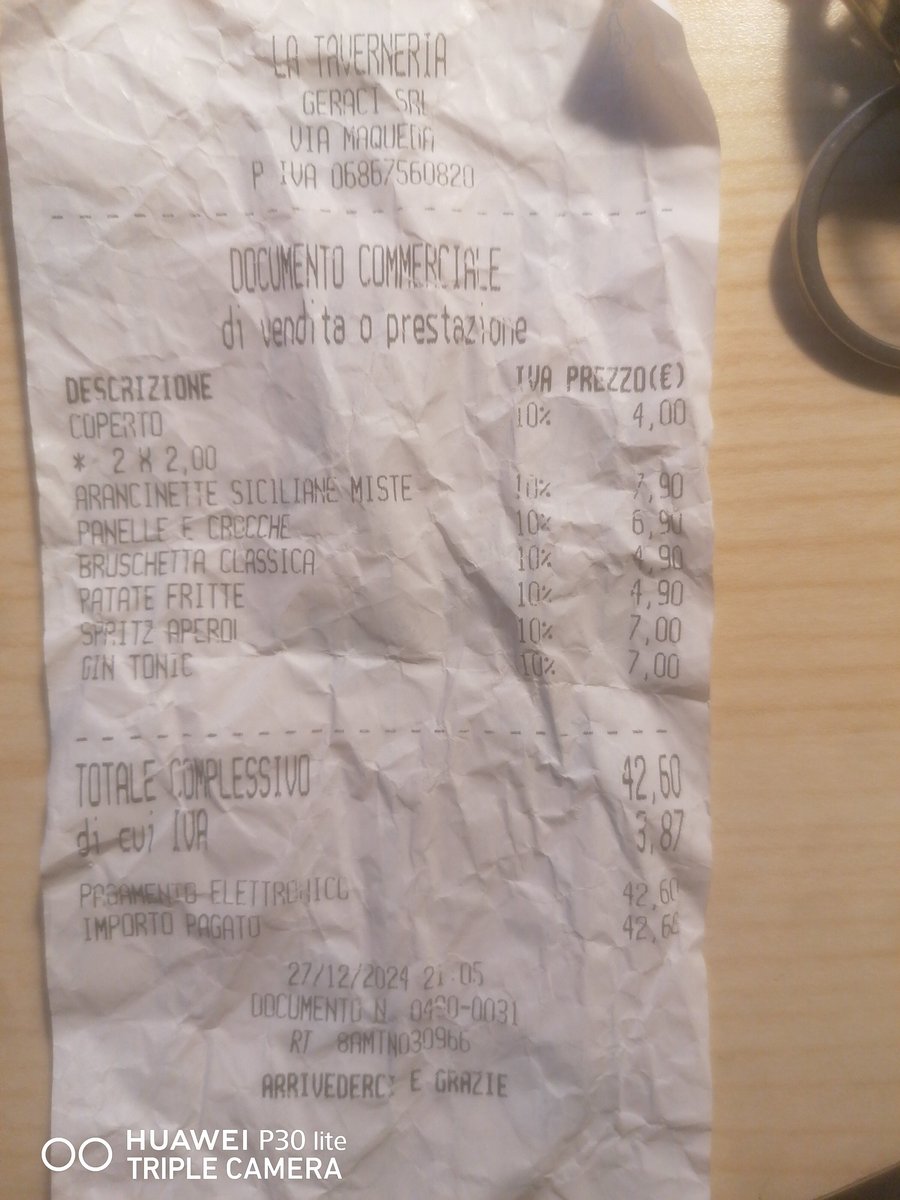 LA TAVERNERIA
GERACI SRL
VIA MAQUEDA
P IVA 06867560820
DOCUMENTO COMMERCIALE
di vendita o prestazione
DESCRIZIONE IVA PREZZO(€)
COPERTO 10% 4,00
* 2 X 2,00
ARANCINETTE SICILIANE MISTE 10% 7,90
PANELLE E CROCCHE 10% 6,90
BRUSCHETTA CLASSICA 10% 4,90
PATATE FRITTE 10% 4,90
SPRITZ APEROL 10% 7,00
GIN TONIC 10% 7,00
TOTALE COMPLESSIVO 42,60
di cui IVA 3,87
PAGAMENTO ELETTRONICO 42,60
IMPORTO PAGATO 42,60
27/12/2024 21:05
DOCUMENTO N.
RT 8AMTN030966
ARRIVEDERCI E GRAZIE
HUAWEI P30 lite
TRIPLE CAMERA